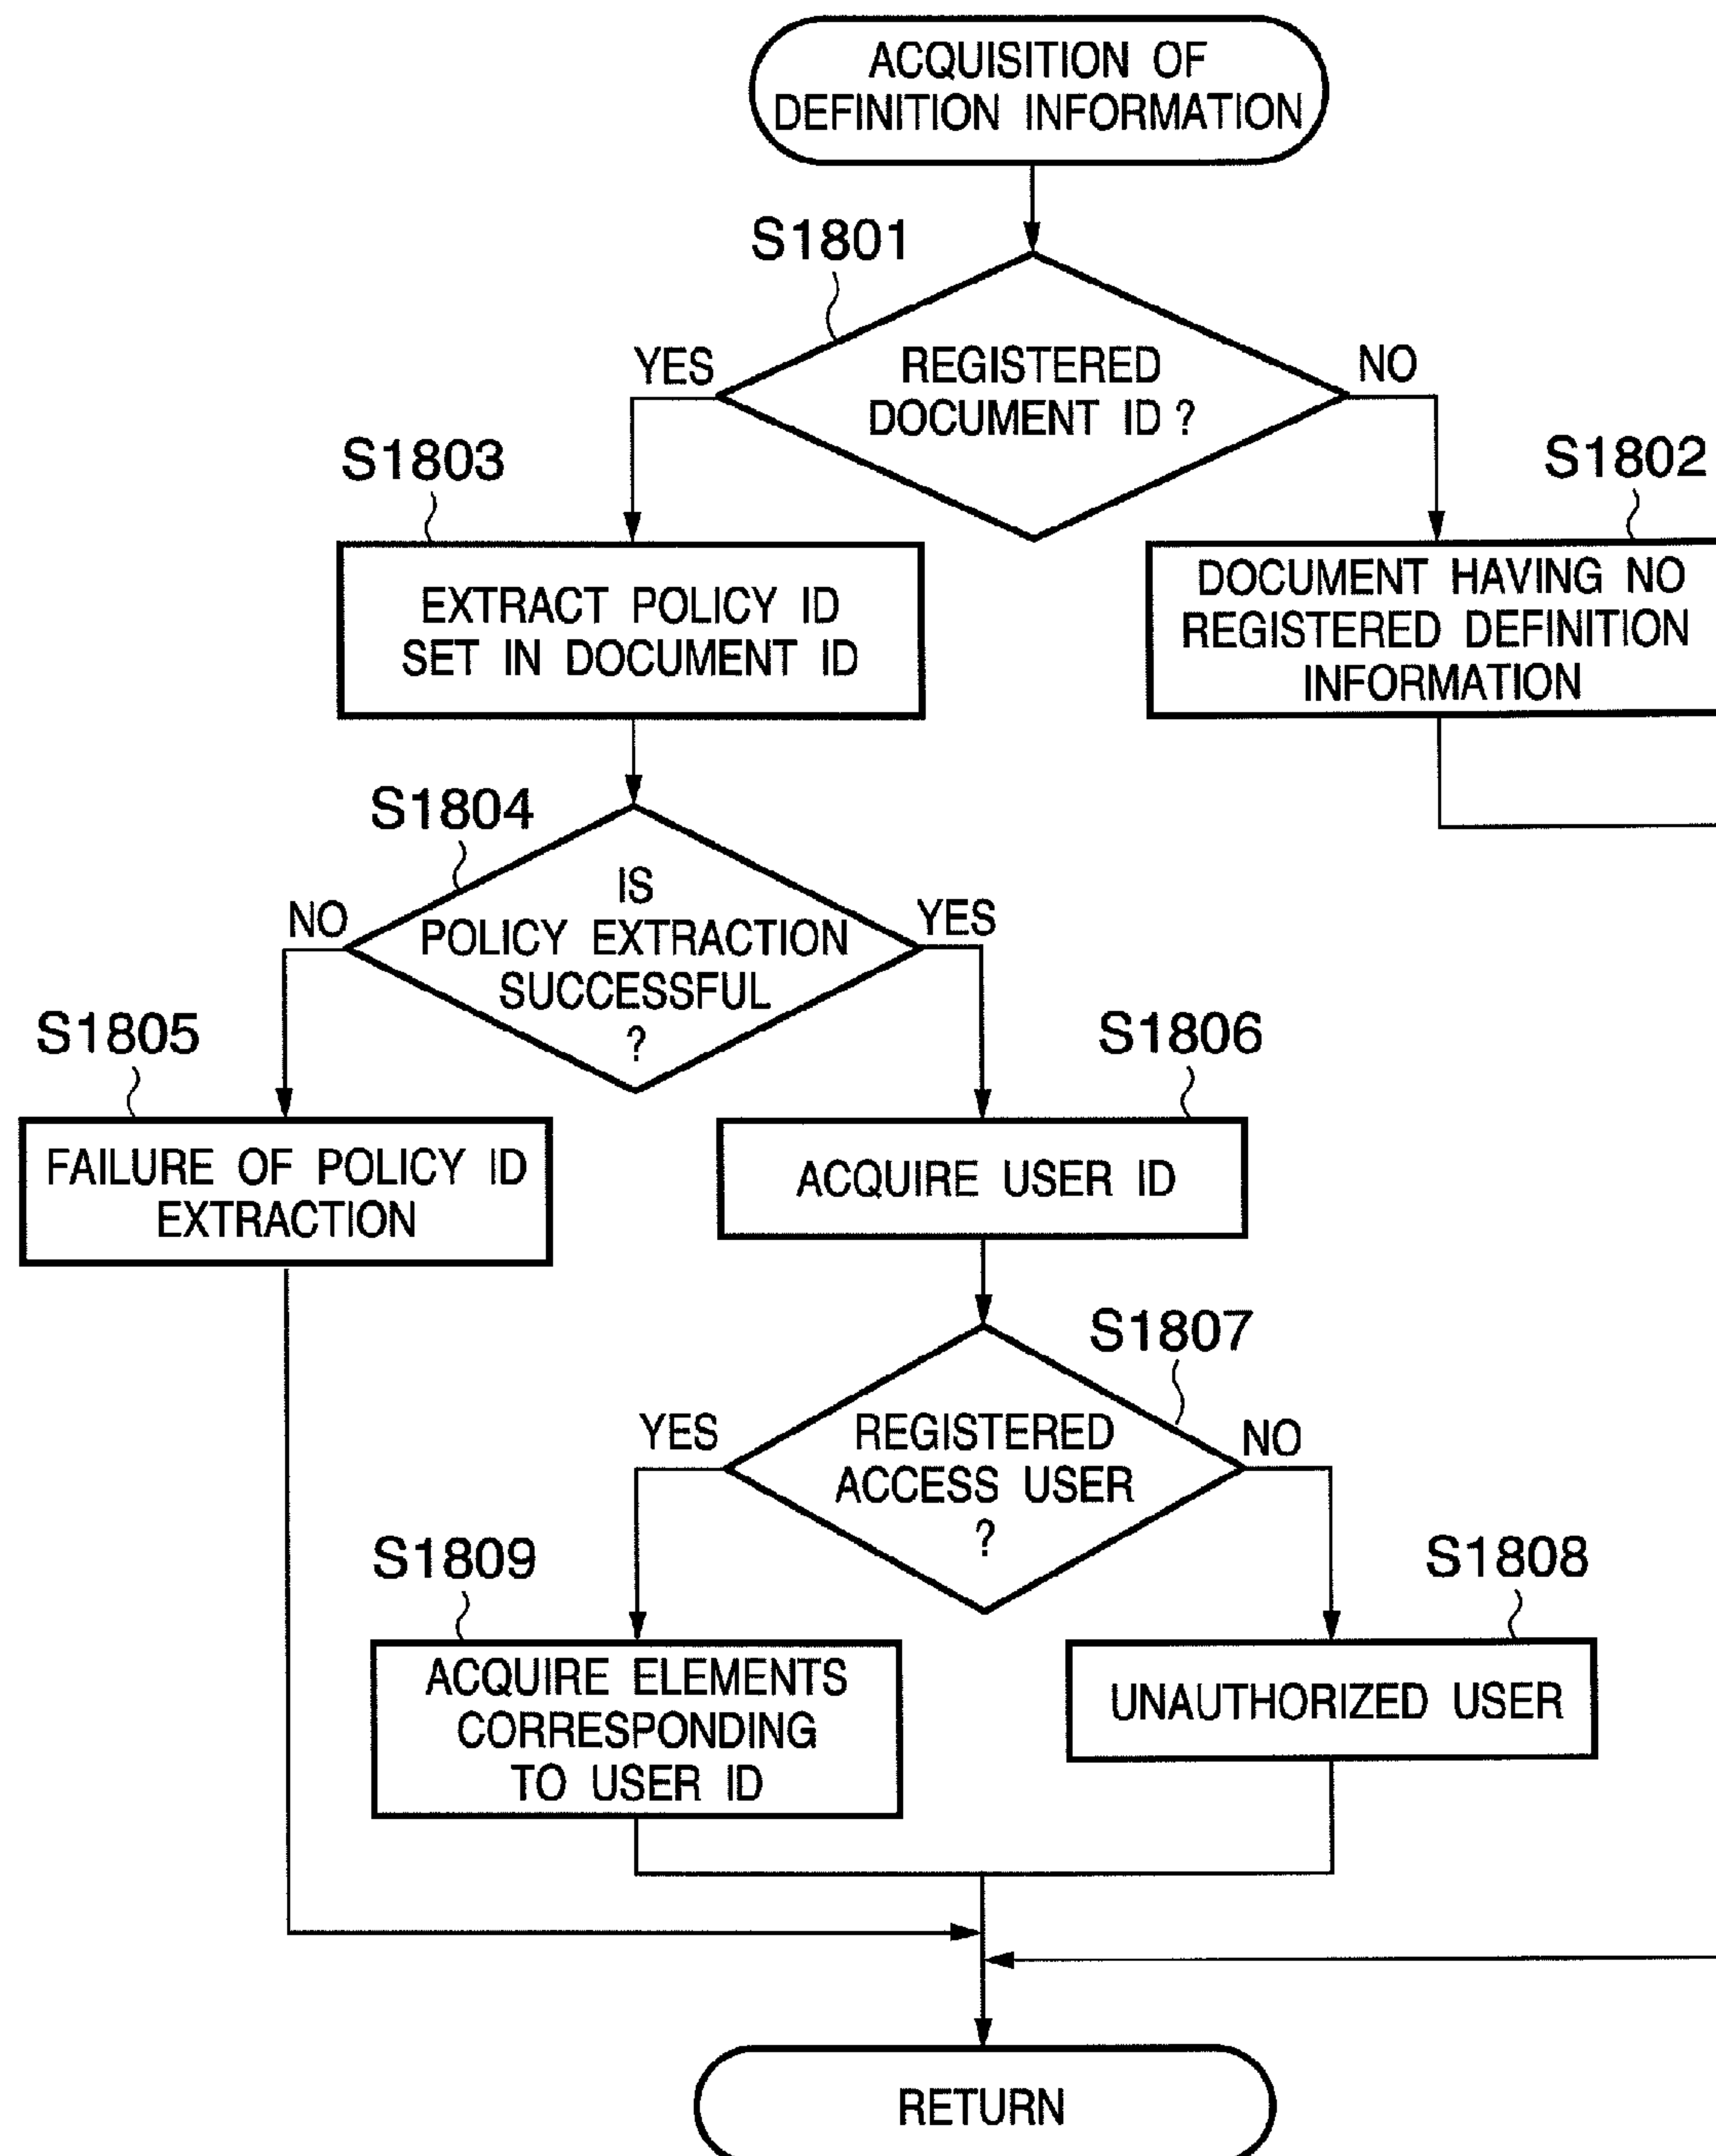 ACQUISITION OF
DEFINITION INFORMATION
S1801
YES
REGISTERED
DOCUMENT ID ?
NO
S1803
S1802
EXTRACT POLICY ID
SET IN DOCUMENT ID
DOCUMENT HAVING NO
REGISTERED DEFINITION
INFORMATION
S1804
NO
IS
POLICY EXTRACTION
SUCCESSFUL
?
YES
S1805
S1806
FAILURE OF POLICY ID
EXTRACTION
ACQUIRE USER ID
S1807
YES
REGISTERED
ACCESS USER
?
NO
S1809
S1808
ACQUIRE ELEMENTS
CORRESPONDING
TO USER ID
UNAUTHORIZED USER
RETURN